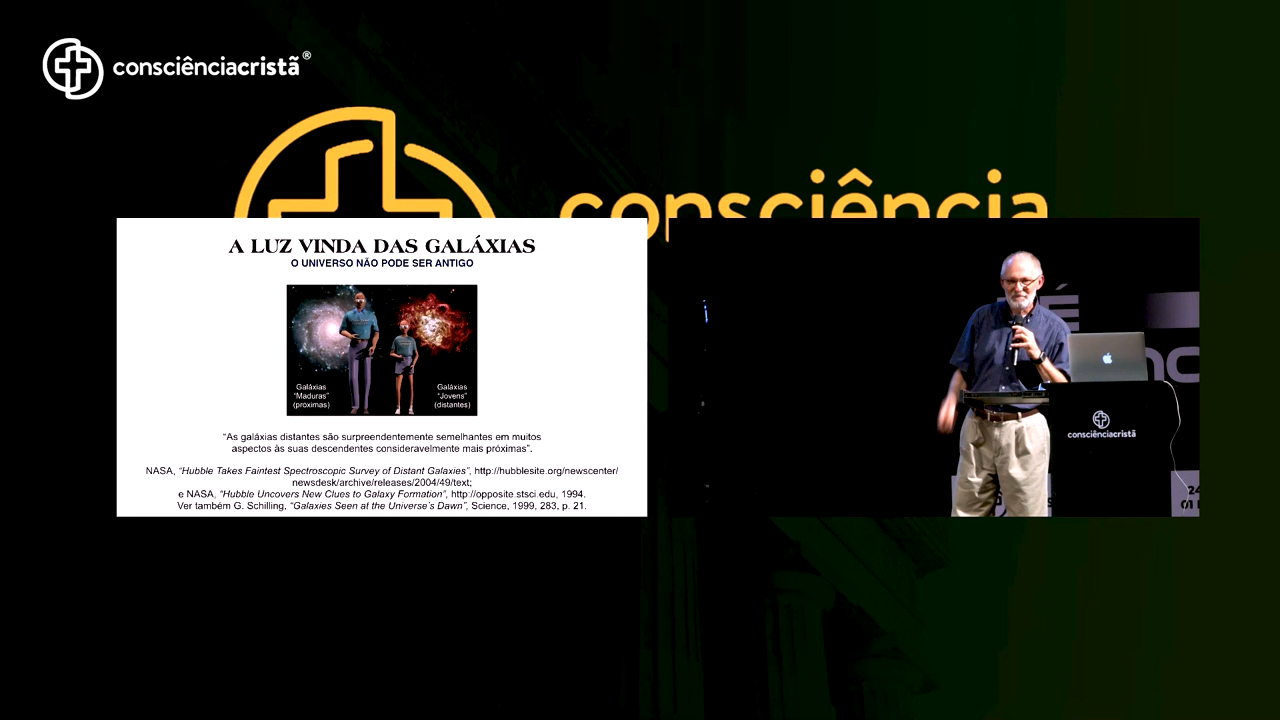 consciênciacristã®
consciência
A LUZ VINDA DAS GALÁXIAS
O UNIVERSO NÃO PODE SER ANTIGO
Galáxias
"Maduras"
(próximas)
Galáxias
"Jovens"
(distantes)
"As galáxias distantes são surpreendentemente semelhantes em muitos
aspectos às suas descendentes consideravelmente mais próximas".
NASA, "Hubble Takes Faintest Spectroscopic Survey of Distant Galaxies", http://hubblesite.org/newscenter/
newsdesk/archive/releases/2004/49/text;
e NASA, "Hubble Uncovers New Clues to Galaxy Formation", http://opposite.stsci.edu, 1994.
Ver também G. Schilling, "Galaxies Seen at the Universe's Dawn", Science, 1999, 283, p. 21.
É
consciênciacristã
24
01